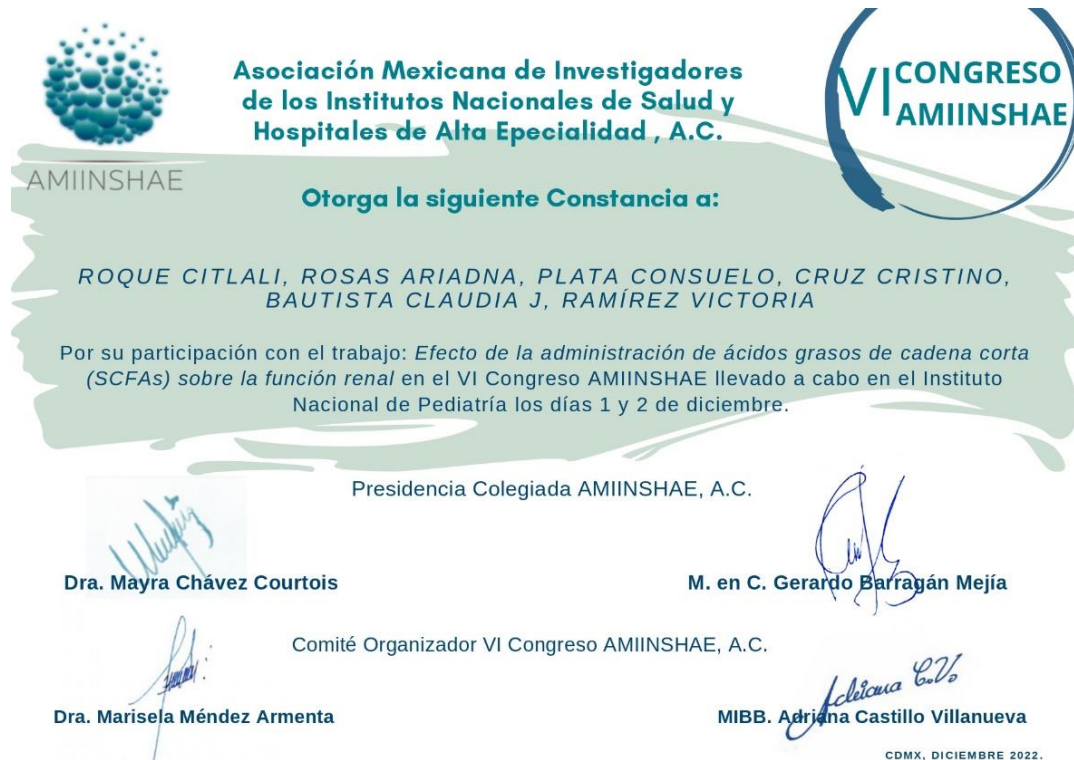 AMIINSHAE
Asociación Mexicana de Investigadores
de los Institutos Nacionales de Salud y
Hospitales de Alta Epecialidad , A.C.
VI CONGRESO
AMIINSHAE
Otorga la siguiente Constancia a:
ROQUE CITLALI, ROSAS ARIADNA, PLATA CONSUELO, CRUZ CRISTINO,
BAUTISTA CLAUDIA J, RAMÍREZ VICTORIA
Por su participación con el trabajo: Efecto de la administración de ácidos grasos de cadena corta
(SCFAs) sobre la función renal en el VI Congreso AMIINSHAE llevado a cabo en el Instituto
Nacional de Pediatría los días 1 y 2 de diciembre.
Presidencia Colegiada AMIINSHAE, A.C.
Dra. Mayra Chávez Courtois
M. en C. Gerardo Barragán Mejía
Comité Organizador VI Congreso AMIINSHAE, A.C.
Adriana C.V.
Dra. Marisela Méndez Armenta
MIBB. Adriana Castillo Villanueva
CDMX, DICIEMBRE 2022.